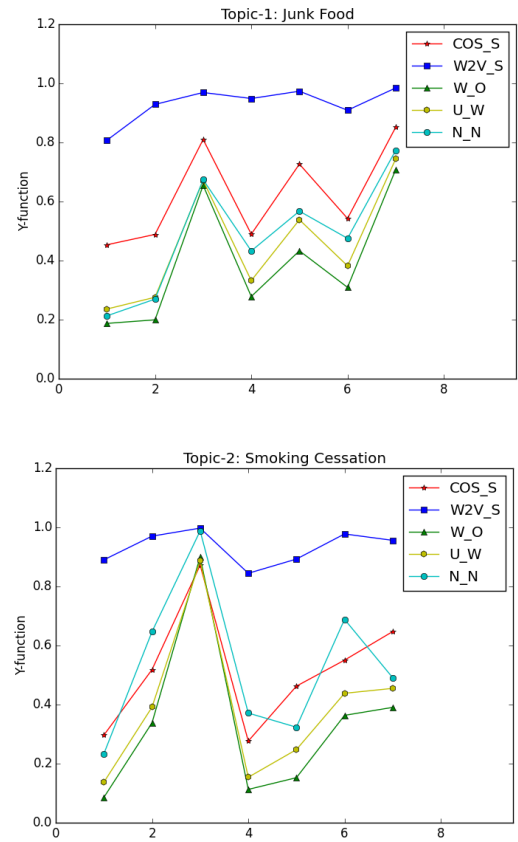 Topic-1: Junk Food
1.2
1.0
0.8
0.6
0.4
0.2
0.0
Y-function
COS_S
W2V_S
W_O
U_W
N_N
0 2 4 6 8
Topic-2: Smoking Cessation
1.2
1.0
0.8
0.6
0.4
0.2
0.0
Y-function
COS_S
W2V_S
W_O
U_W
N_N
0 2 4 6 8